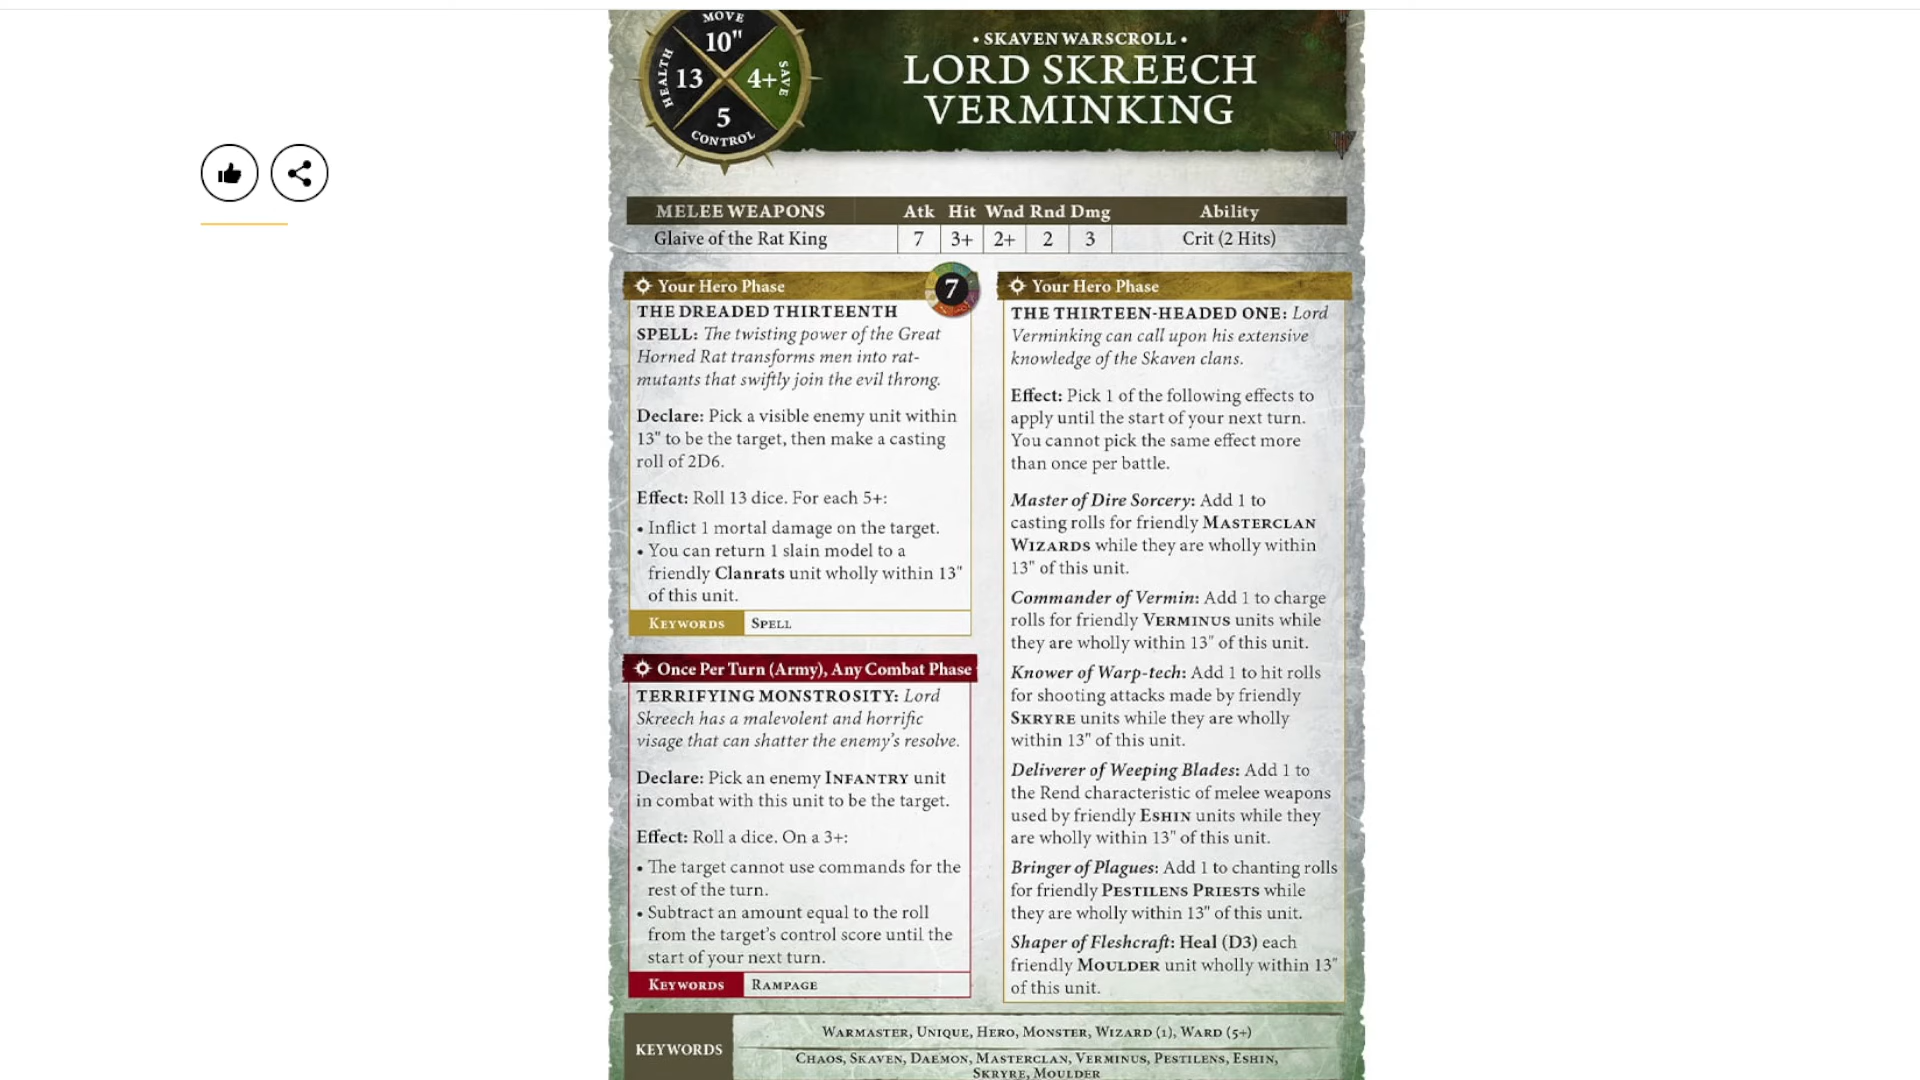 MOVE
10"
HEALTH 13 4+ SAVE
5
CONTROL
• SKAVEN WARSCROLL •
LORD SKREECH
VERMINKING
MELEE WEAPONS Atk Hit Wnd Rnd Dmg Ability
Glaive of the Rat King 7 3+ 2+ 2 3 Crit (2 Hits)
Your Hero Phase 7
THE DREADED THIRTEENTH
SPELL: The twisting power of the Great
Horned Rat transforms men into rat-
mutants that swiftly join the evil throng.
Declare: Pick a visible enemy unit within
13" to be the target, then make a casting
roll of 2D6.
Effect: Roll 13 dice. For each 5+:
• Inflict 1 mortal damage on the target.
• You can return 1 slain model to a
friendly Clanrats unit wholly within 13"
of this unit.
KEYWORDS SPELL
Once Per Turn (Army), Any Combat Phase
TERRIFYING MONSTROSITY: Lord
Skreech has a malevolent and horrific
visage that can shatter the enemy's resolve.
Declare: Pick an enemy INFANTRY unit
in combat with this unit to be the target.
Effect: Roll a dice. On a 3+:
• The target cannot use commands for the
rest of the turn.
• Subtract an amount equal to the roll
from the target's control score until the
start of your next turn.
KEYWORDS RAMPAGE
Your Hero Phase
THE THIRTEEN-HEADED ONE: Lord
Verminking can call upon his extensive
knowledge of the Skaven clans.
Effect: Pick 1 of the following effects to
apply until the start of your next turn.
You cannot pick the same effect more
than once per battle.
Master of Dire Sorcery: Add 1 to
casting rolls for friendly MASTERCLAN
WIZARDS while they are wholly within
13" of this unit.
Commander of Vermin: Add 1 to charge
rolls for friendly VERMINUS units while
they are wholly within 13" of this unit.
Knower of Warp-tech: Add 1 to hit rolls
for shooting attacks made by friendly
SKRYRE units while they are wholly
within 13" of this unit.
Deliverer of Weeping Blades: Add 1 to
the Rend characteristic of melee weapons
used by friendly ESHIN units while they
are wholly within 13" of this unit.
Bringer of Plagues: Add 1 to chanting rolls
for friendly PESTILENS PRIESTS while
they are wholly within 13" of this unit.
Shaper of Fleshcraft: Heal (D3) each
friendly MOULDER unit wholly within 13"
of this unit.
KEYWORDS
WARMASTER, UNIQUE, HERO, MONSTER, WIZARD (1), WARD (5+)
CHAOS, SKAVEN, DAEMON, MASTERCLAN, VERMINUS, PESTILENS, ESHIN,
SKRYRE, MOULDER